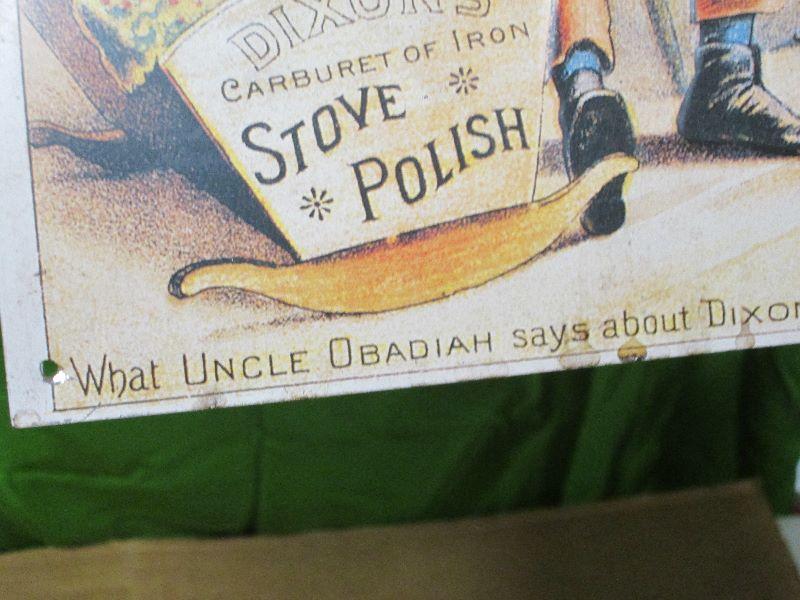 DIXON'S
CARBURET OF IRON
STOVE
POLISH
What UNCLE OBADIAH says about DIXON